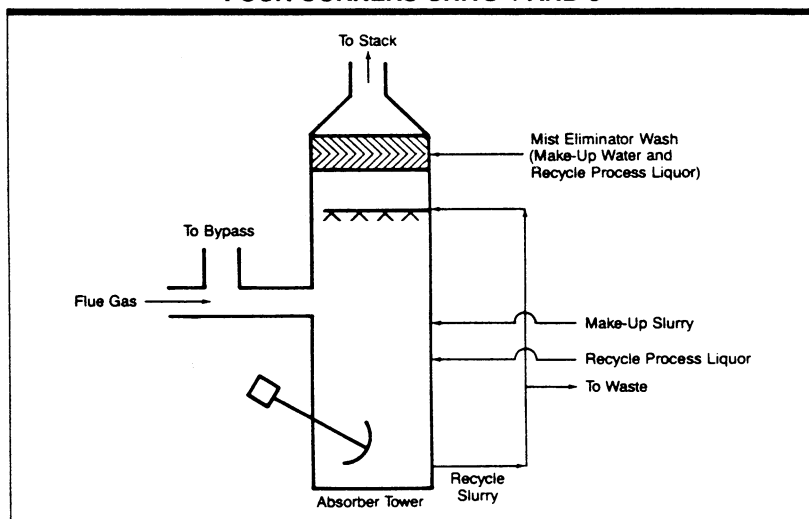 To Stack
Mist Eliminator Wash
(Make-Up Water and
Recycle Process Liquor)
To Bypass
Flue Gas
Make-Up Slurry
Recycle Process Liquor
To Waste
Recycle
Slurry
Absorber Tower